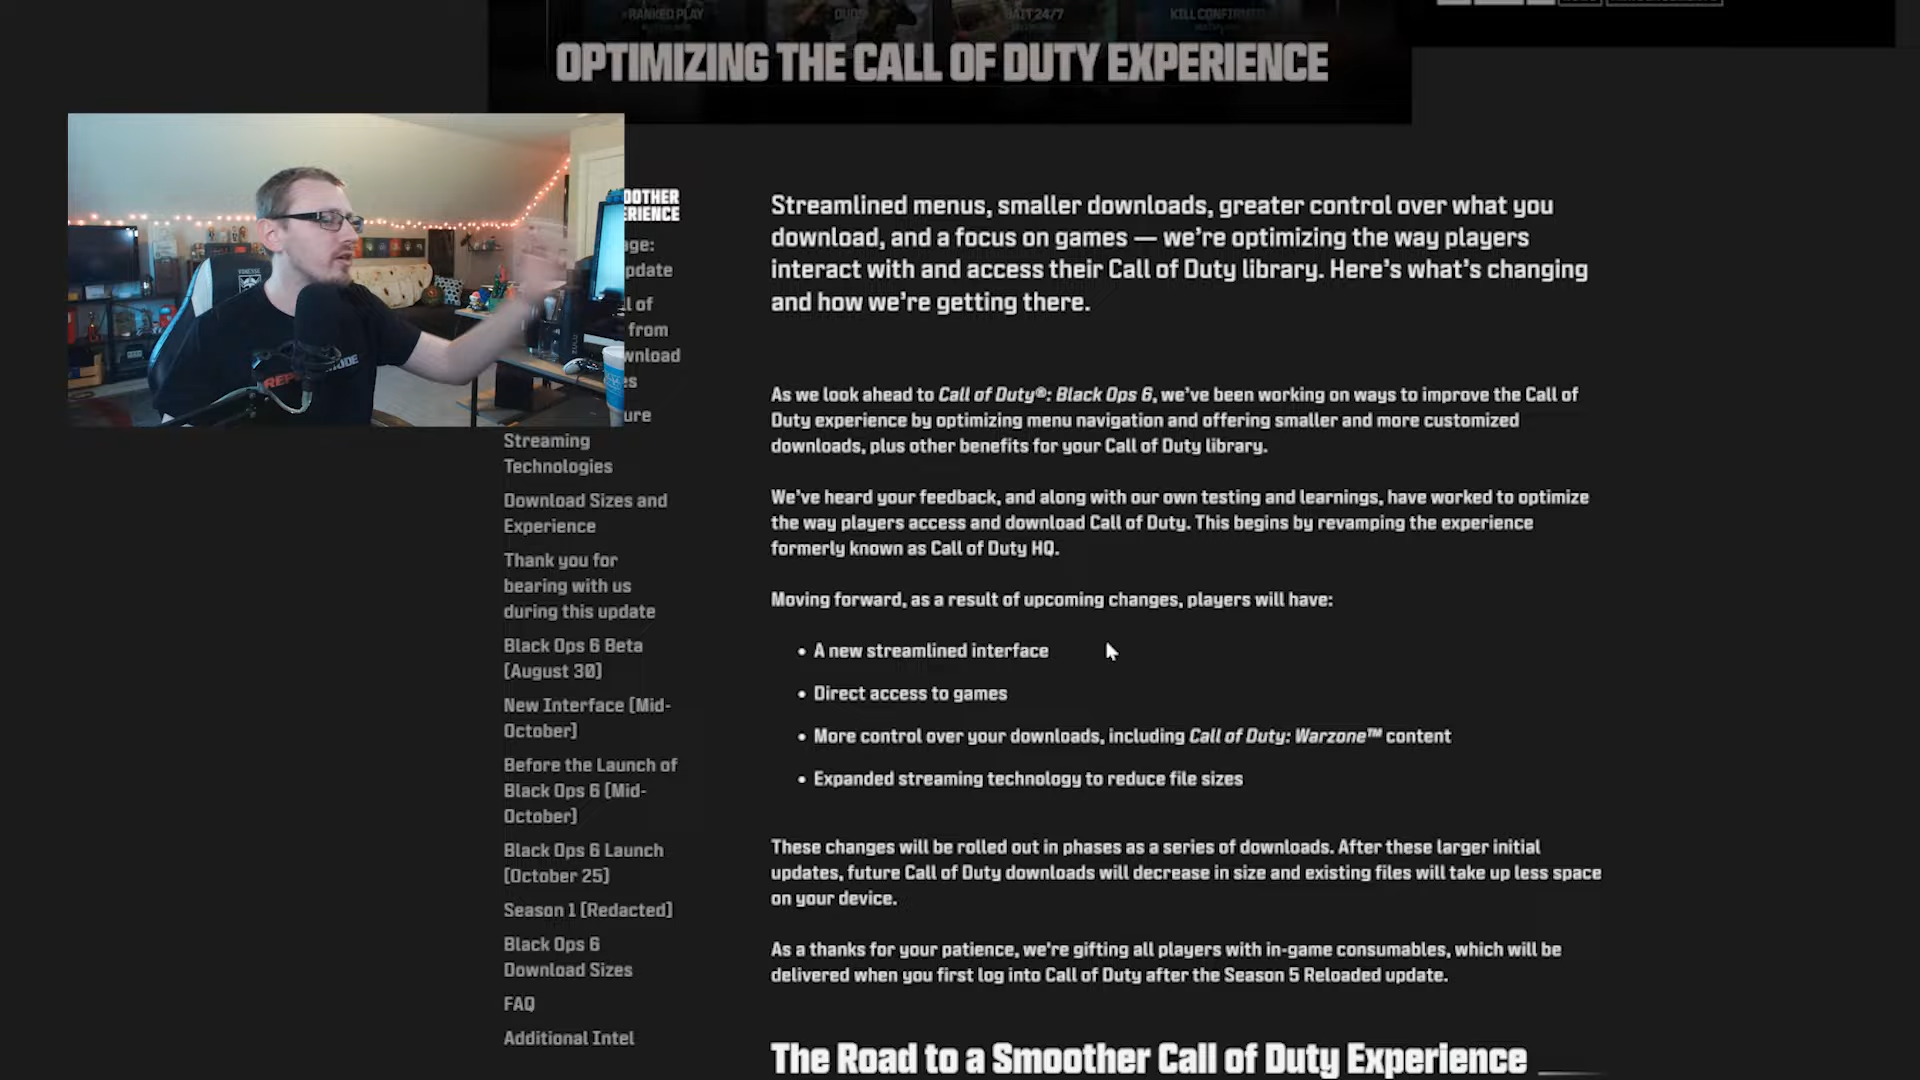 RANKED PLAY
24/7
KILL CONFIRMED
OPTIMIZING THE CALL OF DUTY EXPERIENCE
Streamlined menus, smaller downloads, greater control over what you
download, and a focus on games — we're optimizing the way players
interact with and access their Call of Duty library. Here's what's changing
and how we're getting there.
As we look ahead to Call of Duty®: Black Ops 6, we've been working on ways to improve the Call of
Duty experience by optimizing menu navigation and offering smaller and more customized
downloads, plus other benefits for your Call of Duty library.
We've heard your feedback, and along with our own testing and learnings, have worked to optimize
the way players access and download Call of Duty. This begins by revamping the experience
formerly known as Call of Duty HQ.
Moving forward, as a result of upcoming changes, players will have:
• A new streamlined interface
• Direct access to games
• More control over your downloads, including Call of Duty: Warzone™ content
• Expanded streaming technology to reduce file sizes
These changes will be rolled out in phases as a series of downloads. After these larger initial
updates, future Call of Duty downloads will decrease in size and existing files will take up less space
on your device.
As a thanks for your patience, we're gifting all players with in-game consumables, which will be
delivered when you first log into Call of Duty after the Season 5 Reloaded update.
The Road to a Smoother Call of Duty Experience
OOTHER
ERIENCE
age:
pdate
l of
from
wnload
es
ure
Streaming
Technologies
Download Sizes and
Experience
Thank you for
bearing with us
during this update
Black Ops 6 Beta
(August 30)
New Interface (Mid-
October)
Before the Launch of
Black Ops 6 (Mid-
October)
Black Ops 6 Launch
(October 25)
Season 1 [Redacted]
Black Ops 6
Download Sizes
FAQ
Additional Intel